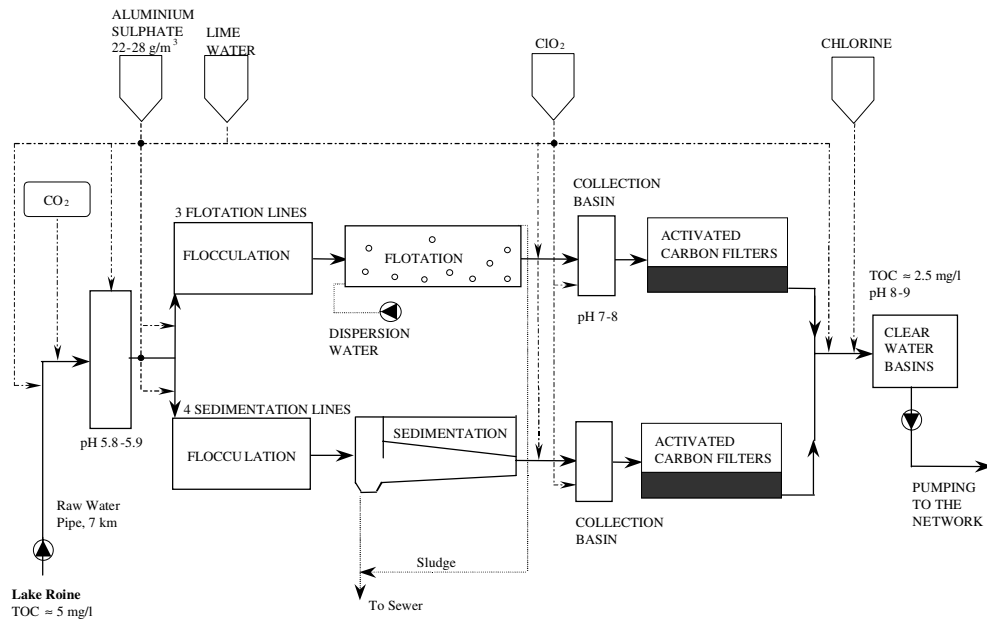 ALUMINIUM
SULPHATE
22-28 g/m³
LIME
WATER
ClO₂
CHLORINE
CO₂
3 FLOTATION LINES
FLOCCULATION
FLOTATION
DISPERSION
WATER
COLLECTION
BASIN
pH 7-8
ACTIVATED
CARBON FILTERS
TOC ≈ 2.5 mg/l
pH 8-9
CLEAR
WATER
BASINS
pH 5.8-5.9
4 SEDIMENTATION LINES
FLOCCULATION
SEDIMENTATION
ACTIVATED
CARBON FILTERS
COLLECTION
BASIN
PUMPING
TO THE
NETWORK
Raw Water
Pipe, 7 km
Sludge
To Sewer
Lake Roine
TOC ≈ 5 mg/l